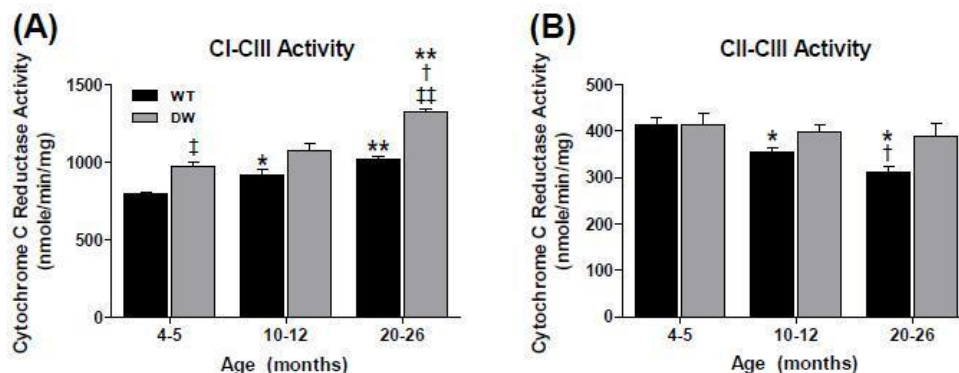 (A)
CI-CIII Activity
Cytochrome C Reductase Activity
(nmole/min/mg)
1500
1000
500
0
WT
DW
‡
*
**
**
†
‡‡
4-5 10-12 20-26
Age (months)
(B)
CII-CIII Activity
Cytochrome C Reductase Activity
(nmole/min/mg)
500
400
300
200
100
0
*
*
†
4-5 10-12 20-26
Age (months)